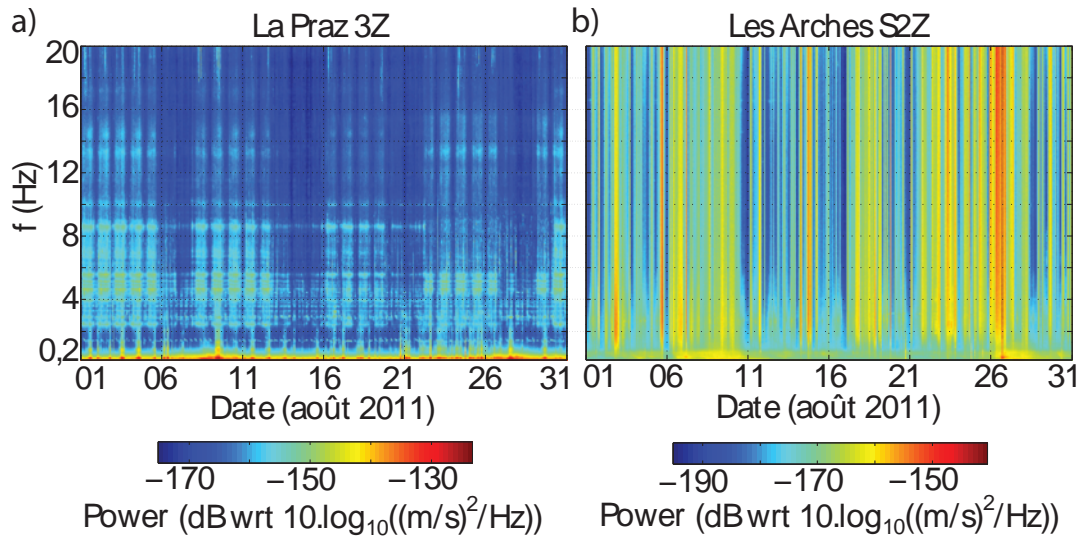 a) La Praz 3Z
20
16
12
8
4
0,2
f (Hz)
01 06 11 16 21 26 31
Date (août 2011)
−170 −150 −130
Power (dB wrt 10.log10((m/s)2/Hz))
b) Les Arches S2Z
01 06 11 16 21 26 31
Date (août 2011)
−190 −170 −150
Power (dB wrt 10.log10((m/s)2/Hz))